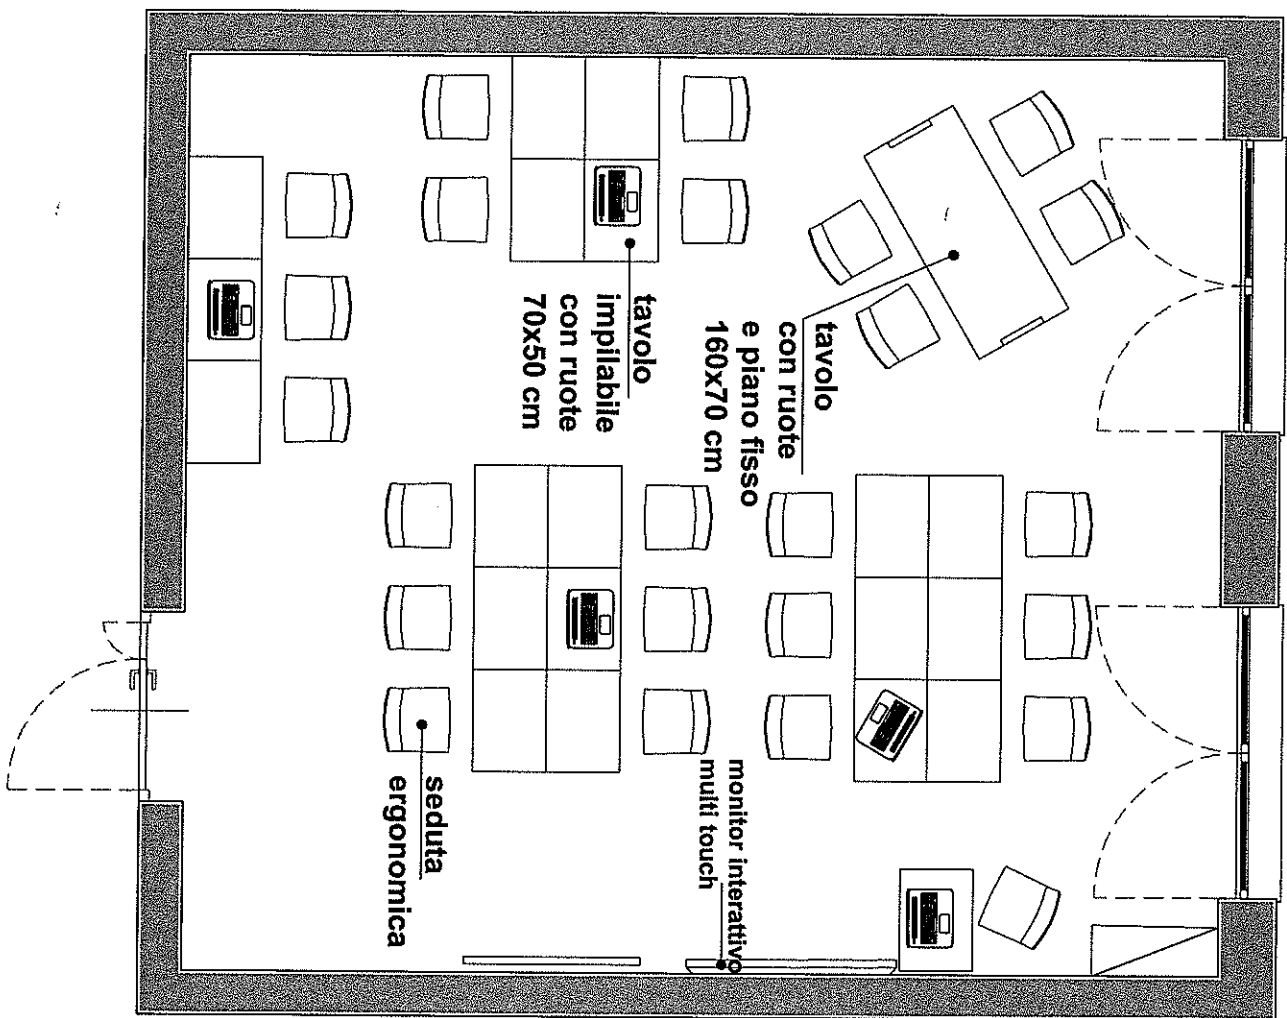 tavolo
con ruote
e piano fisso
160x70 cm
tavolo
impilabile
con ruote
70x50 cm
monitor interattivo
multi touch
seduta
ergonomica